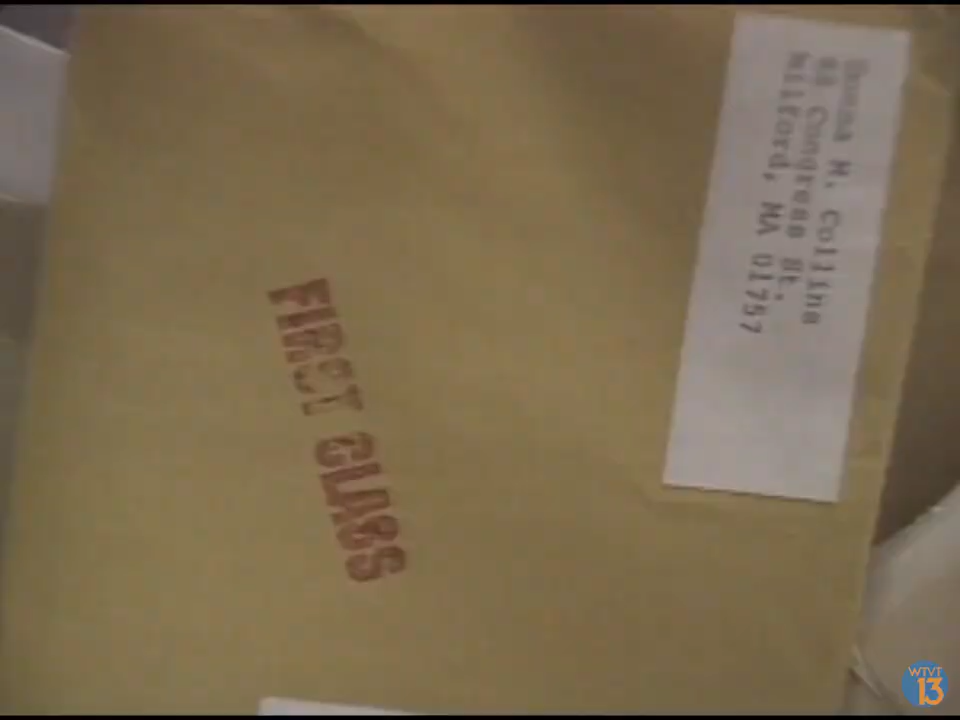 M. Collins
Congress St.
Milford, MA 01757
FIRST CLASS
WTVT
13